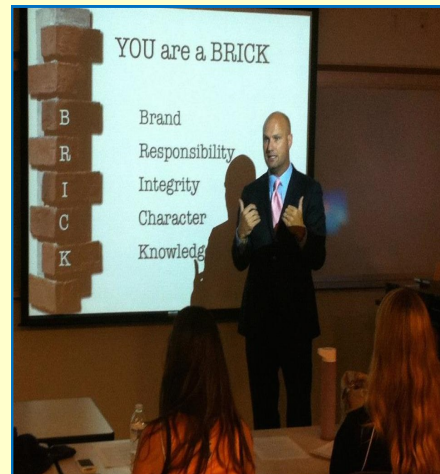 YOU are a BRICK
B
R
I
C
K
Brand
Responsibility
Integrity
Character
Knowledg